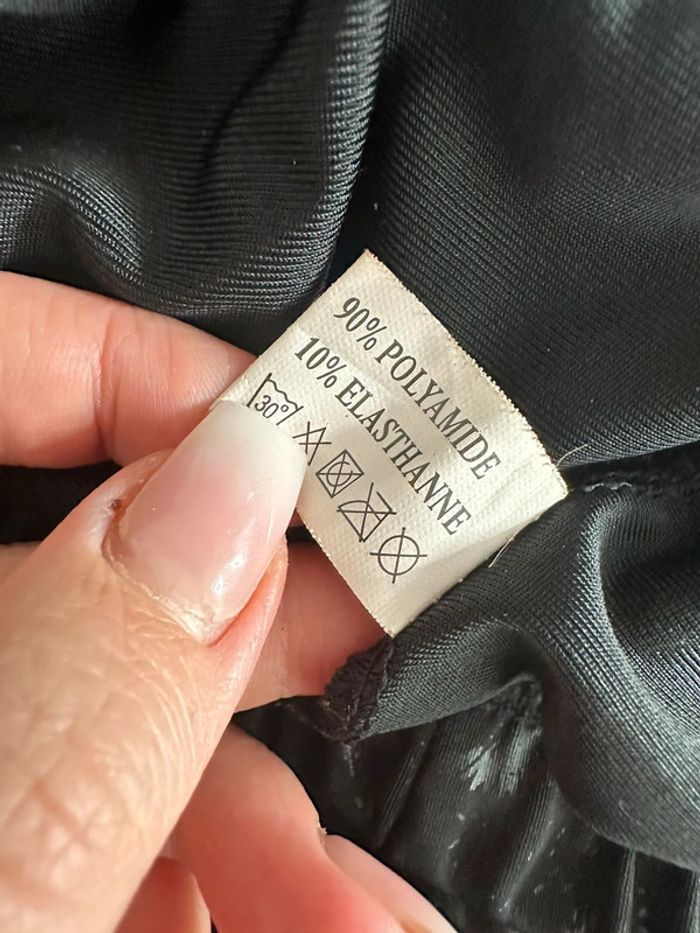 90% POLYAMIDE
10% ELASTHANNE
30°